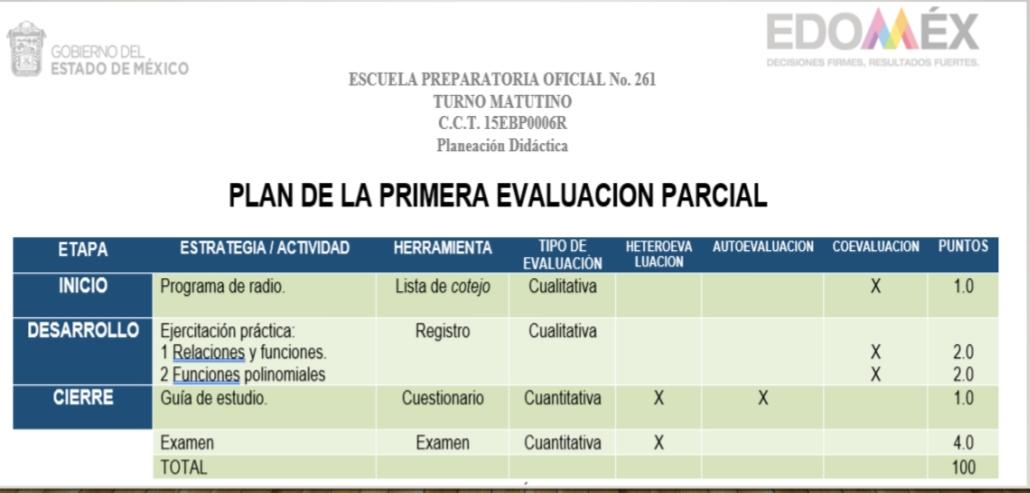 GOBIERNO DEL
ESTADO DE MÉXICO
EDOMÉX
DECISIONES FIRMES, RESULTADOS FUERTES.
ESCUELA PREPARATORIA OFICIAL No. 261
TURNO MATUTINO
C.C.T. 15EBP0006R
Planeación Didáctica
PLAN DE LA PRIMERA EVALUACION PARCIAL
ETAPA ESTRATEGIA / ACTIVIDAD HERRAMIENTA TIPO DE EVALUACIÓN HETEROEVA LUACION AUTOEVALUACION COEVALUACION PUNTOS
INICIO Programa de radio. Lista de cotejo Cualitativa X 1.0
DESARROLLO Ejercitación práctica: Registro Cualitativa
1 Relaciones y funciones. X 2.0
2 Funciones polinomiales X 2.0
CIERRE Guía de estudio. Cuestionario Cuantitativa X X 1.0
Examen Examen Cuantitativa X 4.0
TOTAL 100